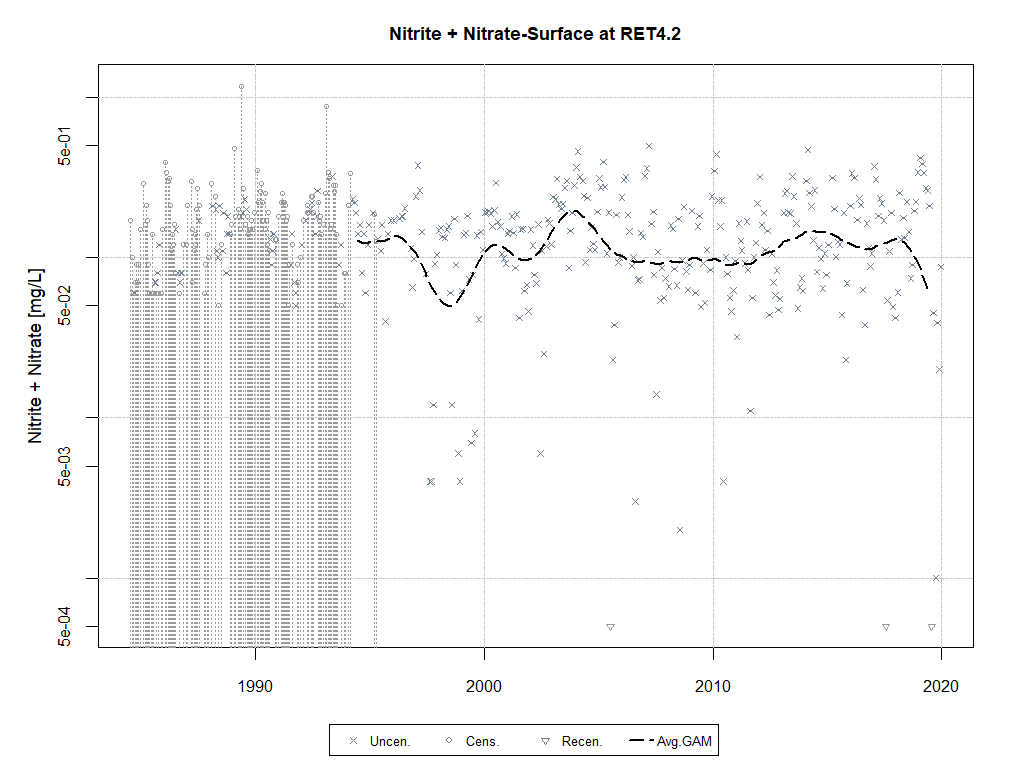 Nitrite + Nitrate-Surface at RET4.2
Nitrite + Nitrate [mg/L]
5e-01
5e-02
5e-03
5e-04
1990 2000 2010 2020
Uncen. Cens. Recen. Avg.GAM